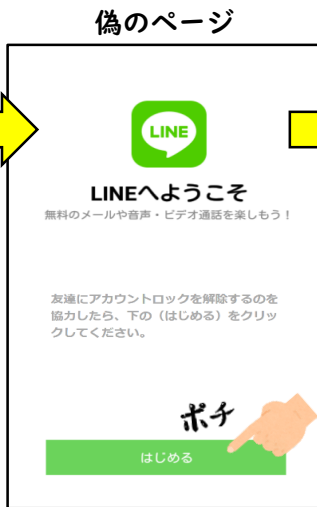 偽のページ
LINE
LINEへようこそ
無料のメールや音声・ビデオ通話を楽しもう！
友達にアカウントロックを解除するのを
協力したら、下の（はじめる）をクリッ
クしてください。
ポチ
はじめる